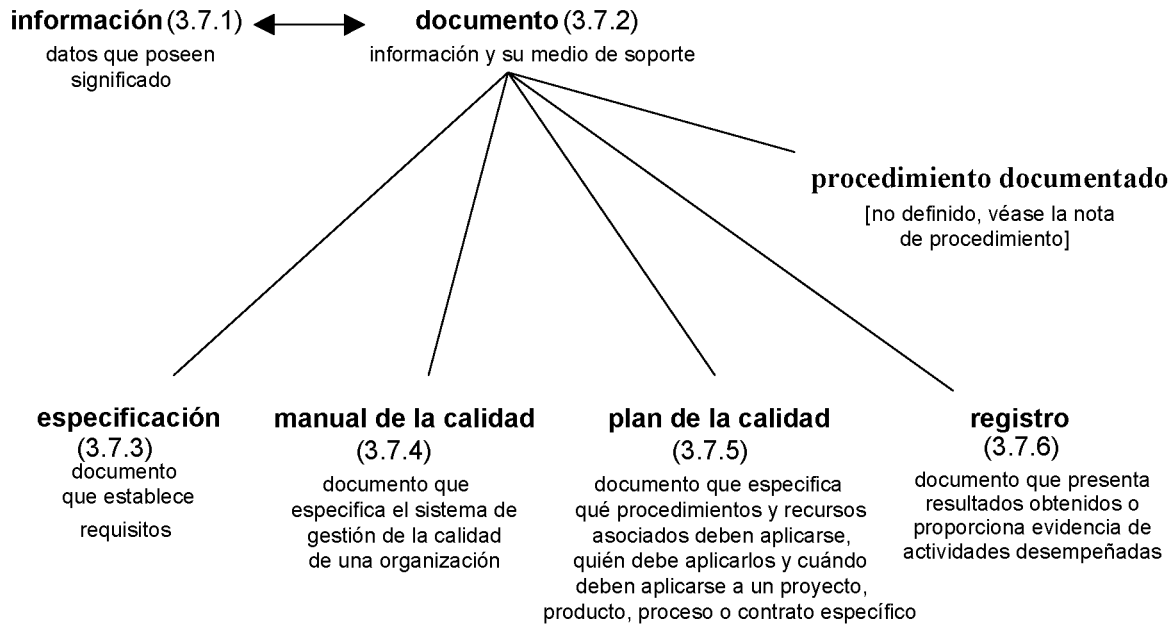 información (3.7.1)
datos que poseen
significado
documento (3.7.2)
información y su medio de soporte
procedimiento documentado
[no definido, véase la nota
de procedimiento]
especificación
(3.7.3)
documento
que establece
requisitos
manual de la calidad
(3.7.4)
documento que
especifica el sistema de
gestión de la calidad
de una organización
plan de la calidad
(3.7.5)
documento que especifica
qué procedimientos y recursos
asociados deben aplicarse,
quién debe aplicarlos y cuándo
deben aplicarse a un proyecto,
producto, proceso o contrato específico
registro
(3.7.6)
documento que presenta
resultados obtenidos o
proporciona evidencia de
actividades desempeñadas